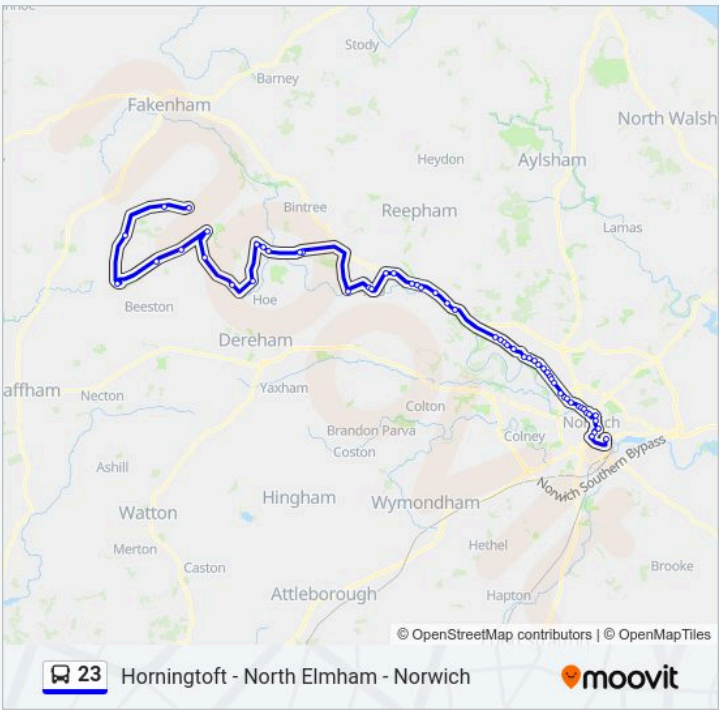 Stody
Barney
Fakenham
North Walsh
Heydon
Aylsham
Bintree
Reepham
Lamas
Beeston
Hoe
Dereham
affham
Necton
Yaxham
Colton
Brandon Parva
Colney
Coston
Norwich Southern Bypass
Ashill
Hingham
Wymondham
Watton
Hethel
Merton
Caston
Brooke
Attleborough
Hapton
© OpenStreetMap contributors | © OpenMapTiles
23 Horningtoft - North Elmham - Norwich moovit